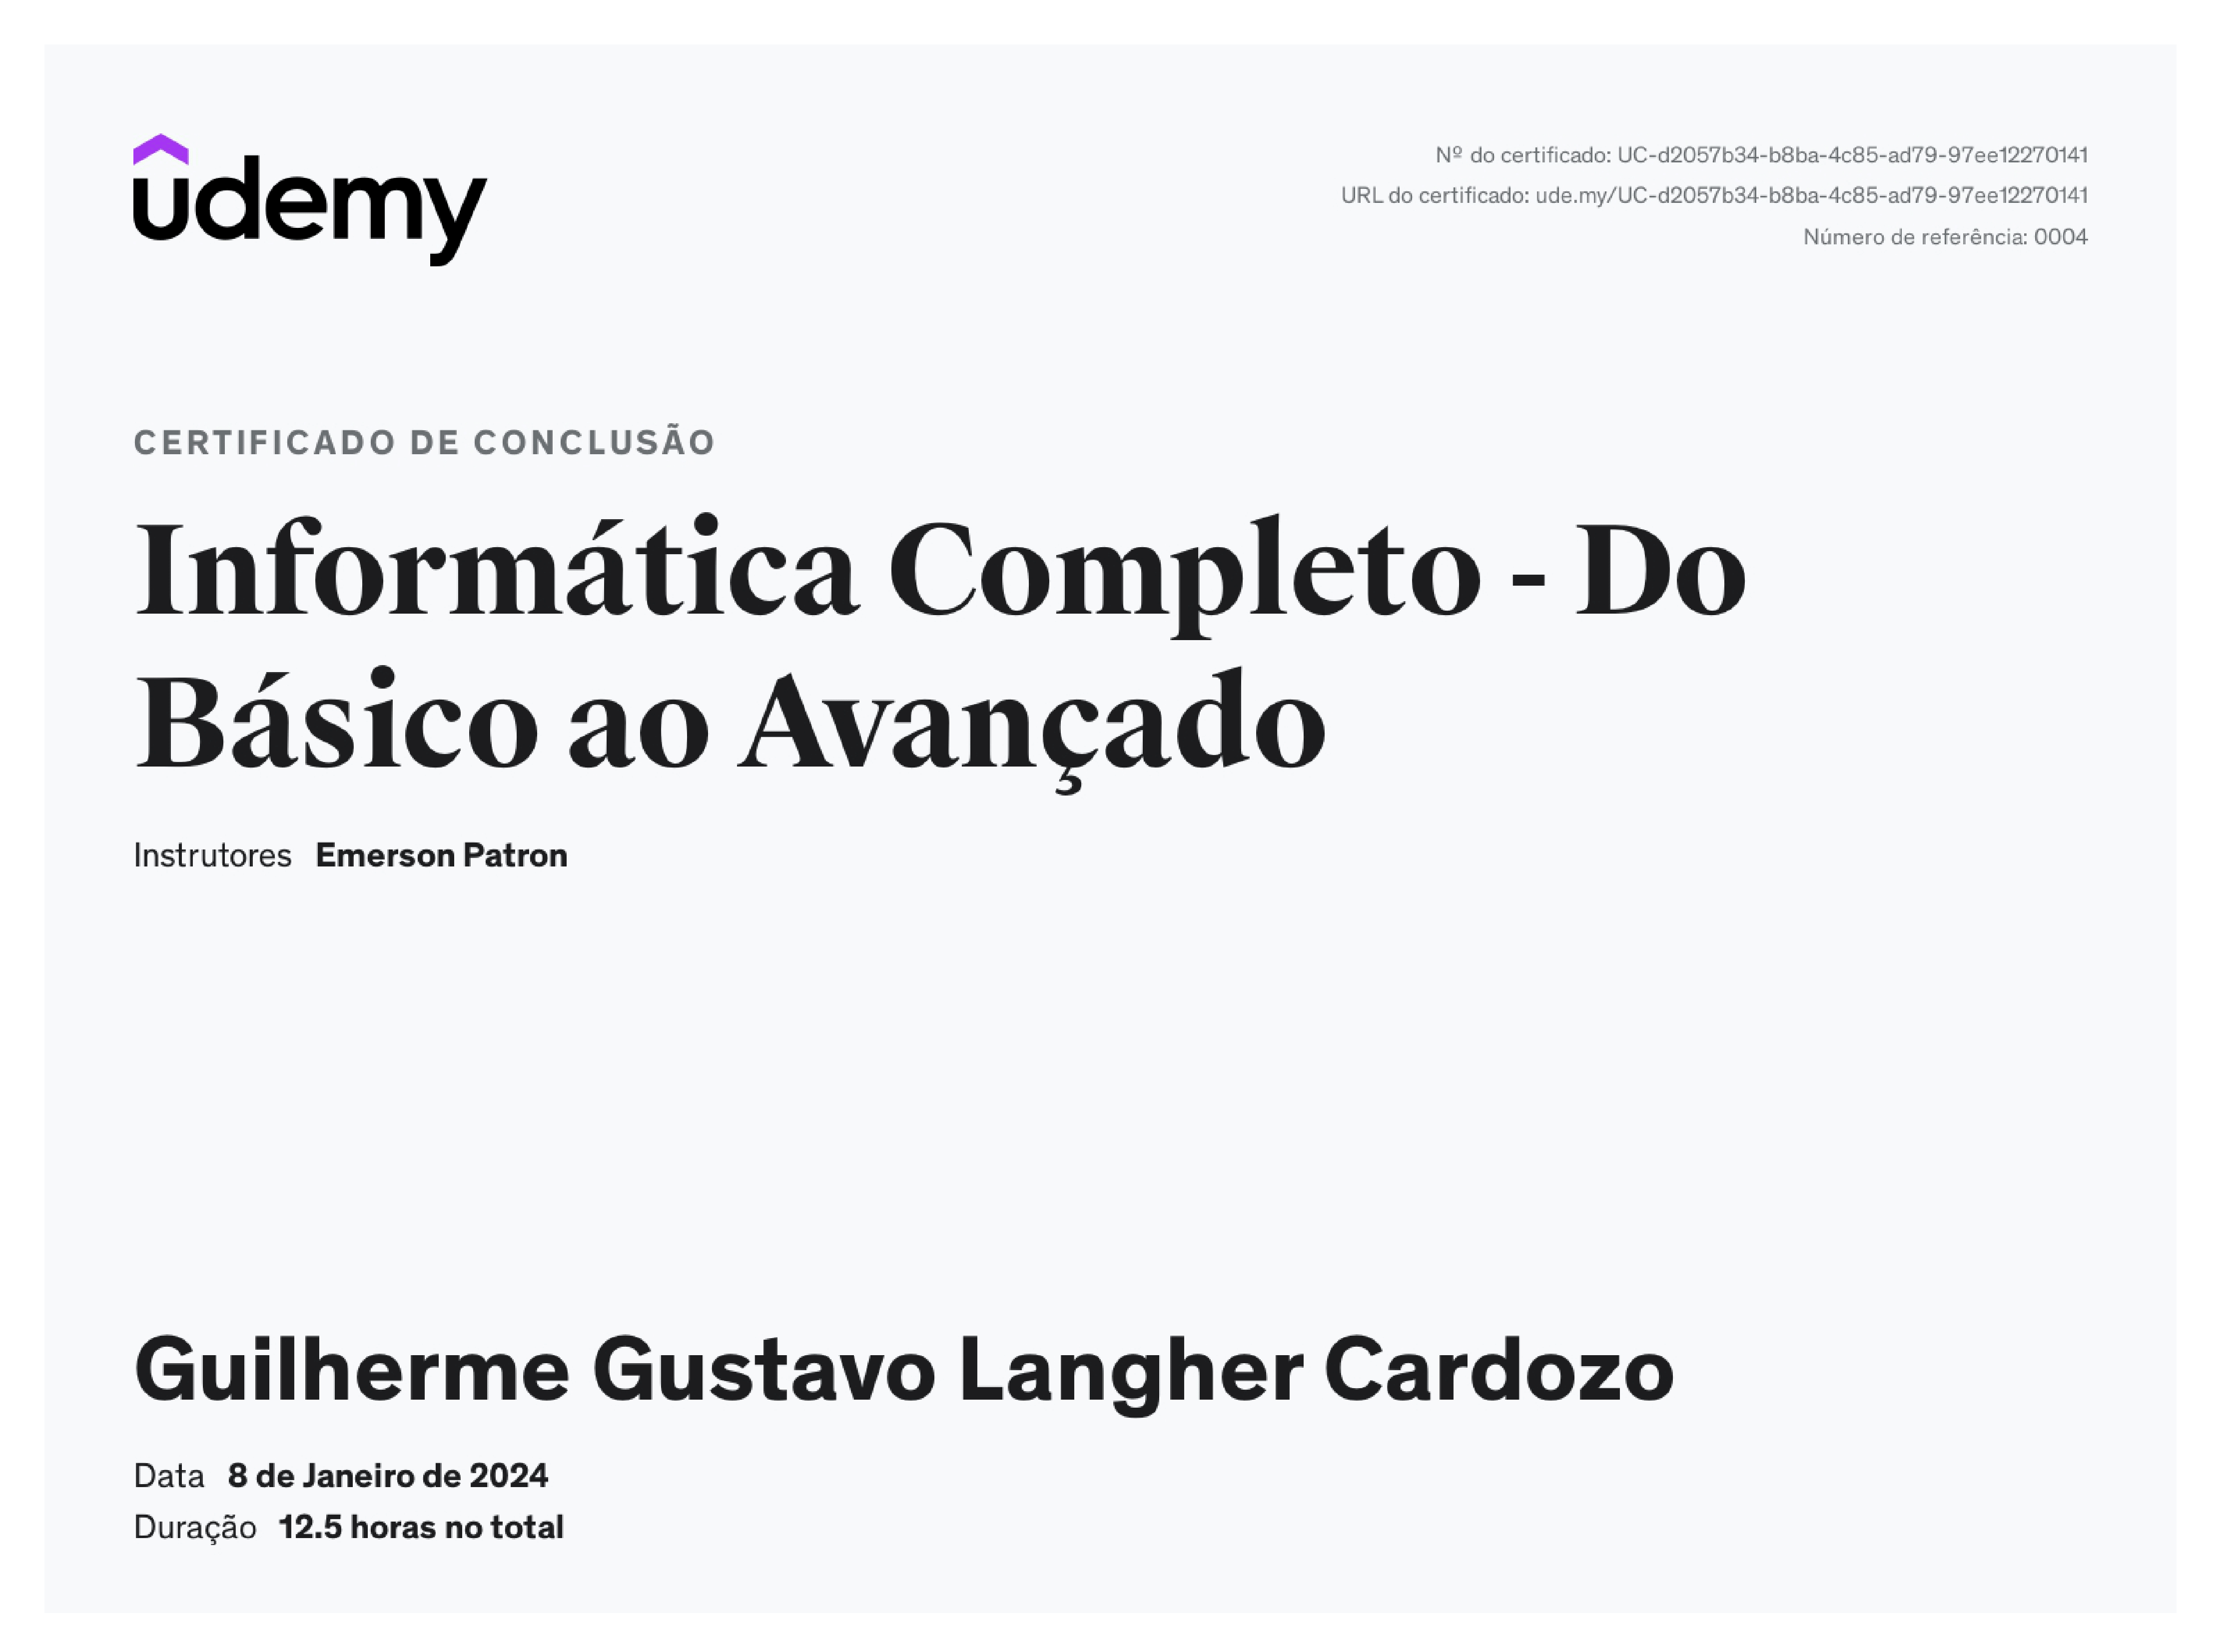 udemy
Nº do certificado: UC-d2057b34-b8ba-4c85-ad79-97ee12270141
URL do certificado: ude.my/UC-d2057b34-b8ba-4c85-ad79-97ee12270141
Número de referência: 0004
CERTIFICADO DE CONCLUSÃO
Informática Completo - Do
Básico ao Avançado
Instrutores Emerson Patron
Guilherme Gustavo Langher Cardozo
Data 8 de Janeiro de 2024
Duração 12.5 horas no total